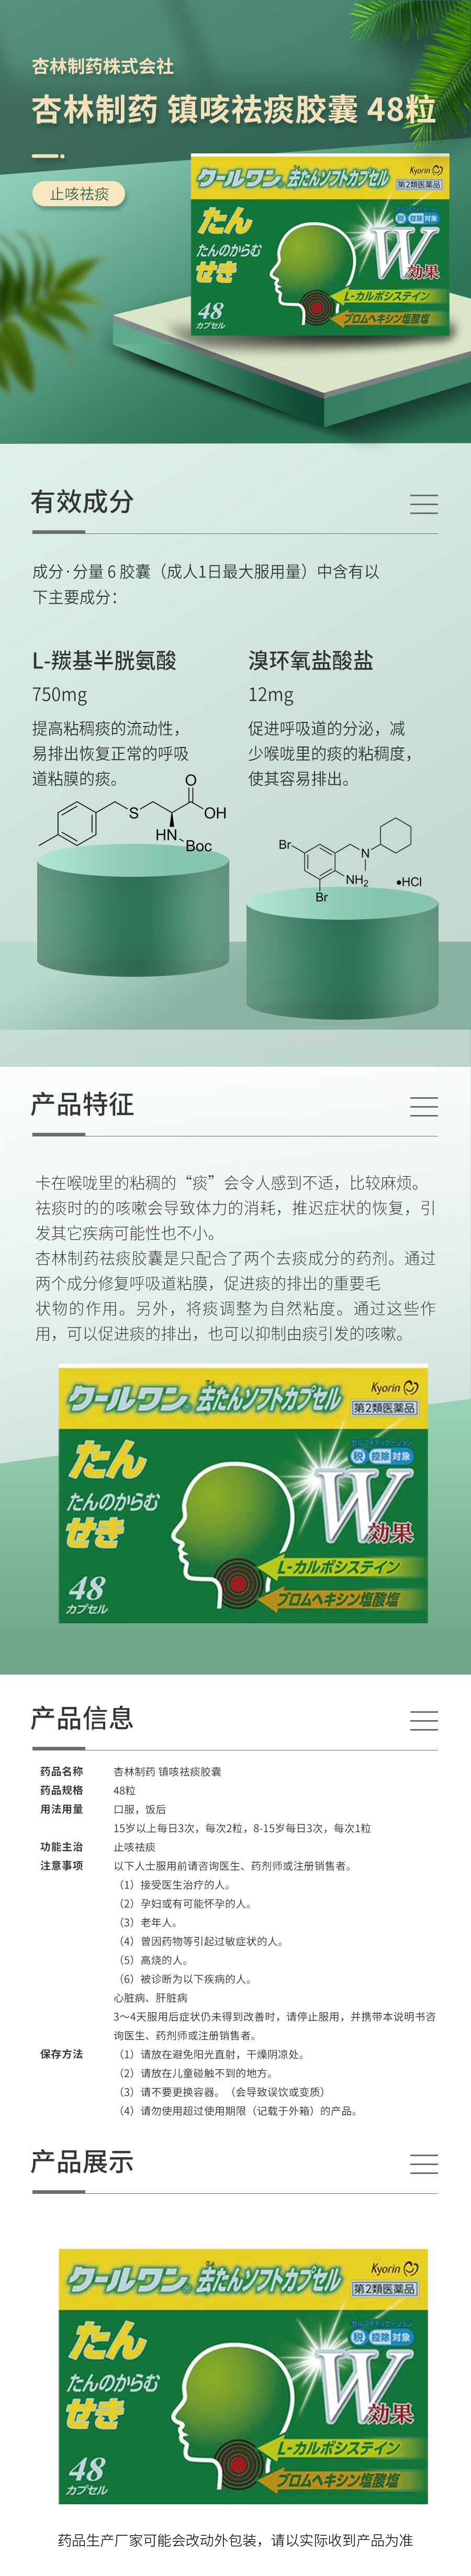 杏林制药株式会社
杏林制药 镇咳祛痰胶囊 48粒
止咳祛痰
クールワン® 去たんソフトカプセル
Kyorin
第2類医薬品
たん
たんのからむ
せき
税 控除 対象
W
効果
L-カルボシステイン
ブロムヘキシン塩酸塩
48
カプセル
有效成分
成分·分量 6 胶囊（成人1日最大服用量）中含有以
下主要成分：
L-羰基半胱氨酸
750mg
提高粘稠痰的流动性，
易排出恢复正常的呼吸
道粘膜的痰。
溴环氧盐酸盐
12mg
促进呼吸道的分泌，减
少喉咙里的痰的粘稠度，
使其容易排出。
O
S
OH
HN
Boc
Br
N
NH2
•HCl
Br
产品特征
卡在喉咙里的粘稠的“痰”会令人感到不适，比较麻烦。
祛痰时的的咳嗽会导致体力的消耗，推迟症状的恢复，引
发其它疾病可能性也不小。
杏林制药祛痰胶囊是只配合了两个去痰成分的药剂。通过
两个成分修复呼吸道粘膜，促进痰的排出的重要毛
状物的作用。另外，将痰调整为自然粘度。通过这些作
用，可以促进痰的排出，也可以抑制由痰引发的咳嗽。
クールワン® 去たんソフトカプセル
Kyorin
第2類医薬品
たん
たんのからむ
せき
セルフメディケーション
税 控除 対象
W
効果
L-カルボシステイン
ブロムヘキシン塩酸塩
48
カプセル
产品信息
药品名称 杏林制药 镇咳祛痰胶囊
药品规格 48粒
用法用量 口服，饭后
15岁以上每日3次，每次2粒，8-15岁每日3次，每次1粒
功能主治 止咳祛痰
注意事项 以下人士服用前请咨询医生、药剂师或注册销售者。
（1）接受医生治疗的人。
（2）孕妇或有可能怀孕的人。
（3）老年人。
（4）曾因药物等引起过敏症状的人。
（5）高烧的人。
（6）被诊断为以下疾病的人。
心脏病、肝脏病
3～4天服用后症状仍未得到改善时，请停止服用，并携带本说明书咨
询医生、药剂师或注册销售者。
保存方法 （1）请放在避免阳光直射，干燥阴凉处。
（2）请放在儿童碰触不到的地方。
（3）请不要更换容器。（会导致误饮或变质）
（4）请勿使用超过使用期限（记载于外箱）的产品。
产品展示
クールワン® 去たんソフトカプセル
Kyorin
第2類医薬品
たん
たんのからむ
せき
セルフメディケーション
税 控除 対象
W
効果
L-カルボシステイン
ブロムヘキシン塩酸塩
48
カプセル
药品生产厂家可能会改动外包装，请以实际收到产品为准